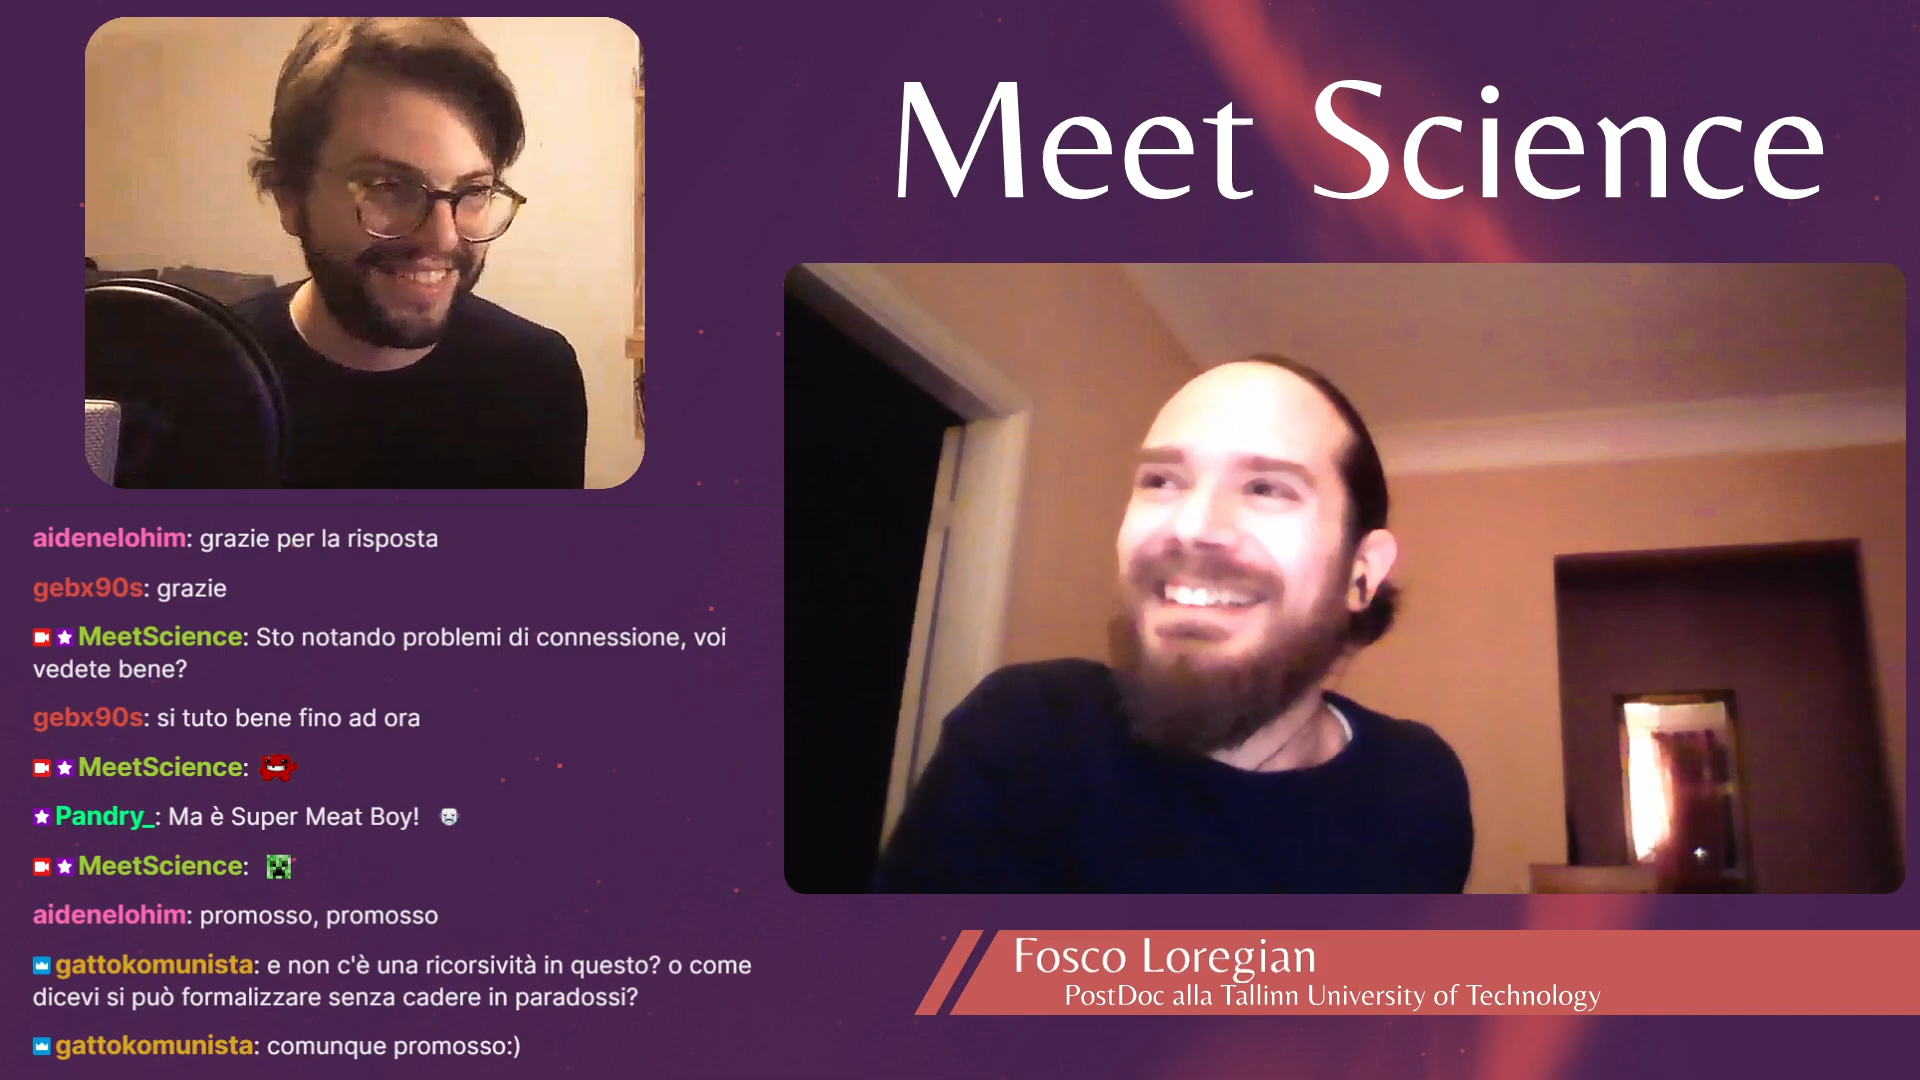 Meet Science
aidenelohim: grazie per la risposta
gebx90s: grazie
MeetScience: Sto notando problemi di connessione, voi
vedete bene?
gebx90s: si tuto bene fino ad ora
MeetScience:
Pandry_: Ma è Super Meat Boy!
MeetScience:
aidenelohim: promosso, promosso
gattokomunista: e non c'è una ricorsività in questo? o come
dicevi si può formalizzare senza cadere in paradossi?
gattokomunista: comunque promosso:)
Fosco Loregian
PostDoc alla Tallinn University of Technology